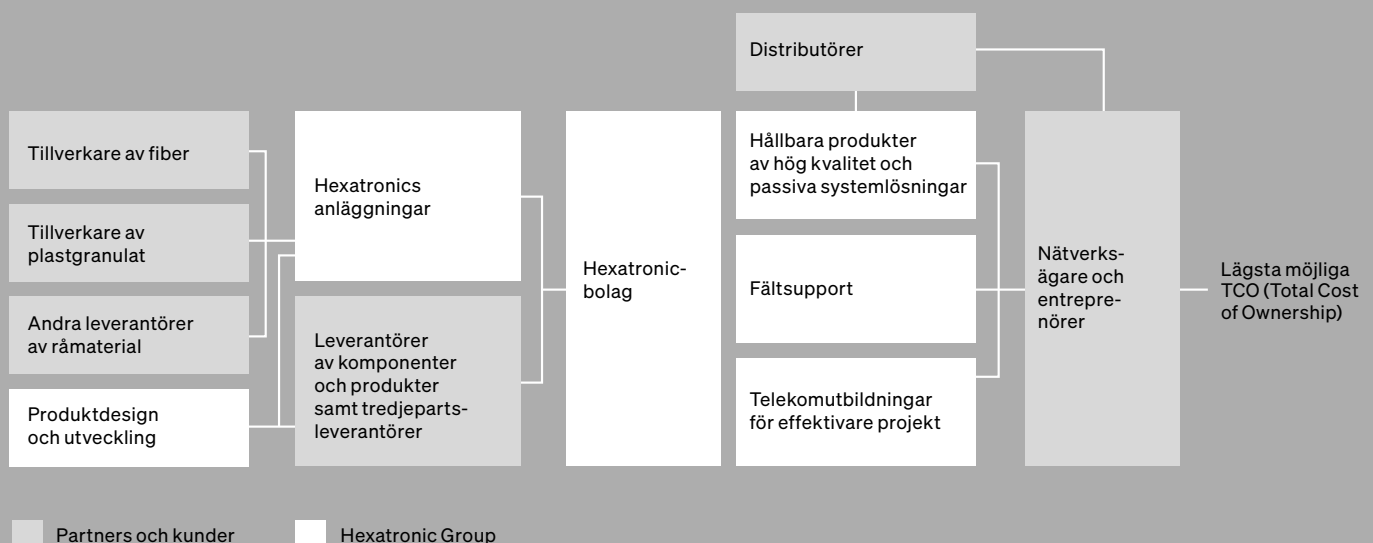 Tillverkare av fiber
Tillverkare av
plastgranulat
Andra leverantörer
av råmaterial
Produktdesign
och utveckling
Hexatronics
anläggningar
Leverantörer
av komponenter
och produkter
samt tredjeparts-
leverantörer
Hexatronic-
bolag
Distributörer
Hållbara produkter
av hög kvalitet och
passiva systemlösningar
Fältsupport
Telekomutbildningar
för effektivare projekt
Nätverks-
ägare och
entrepre-
nörer
Lägsta möjliga
TCO (Total Cost
of Ownership)
Partners och kunder
Hexatronic Group